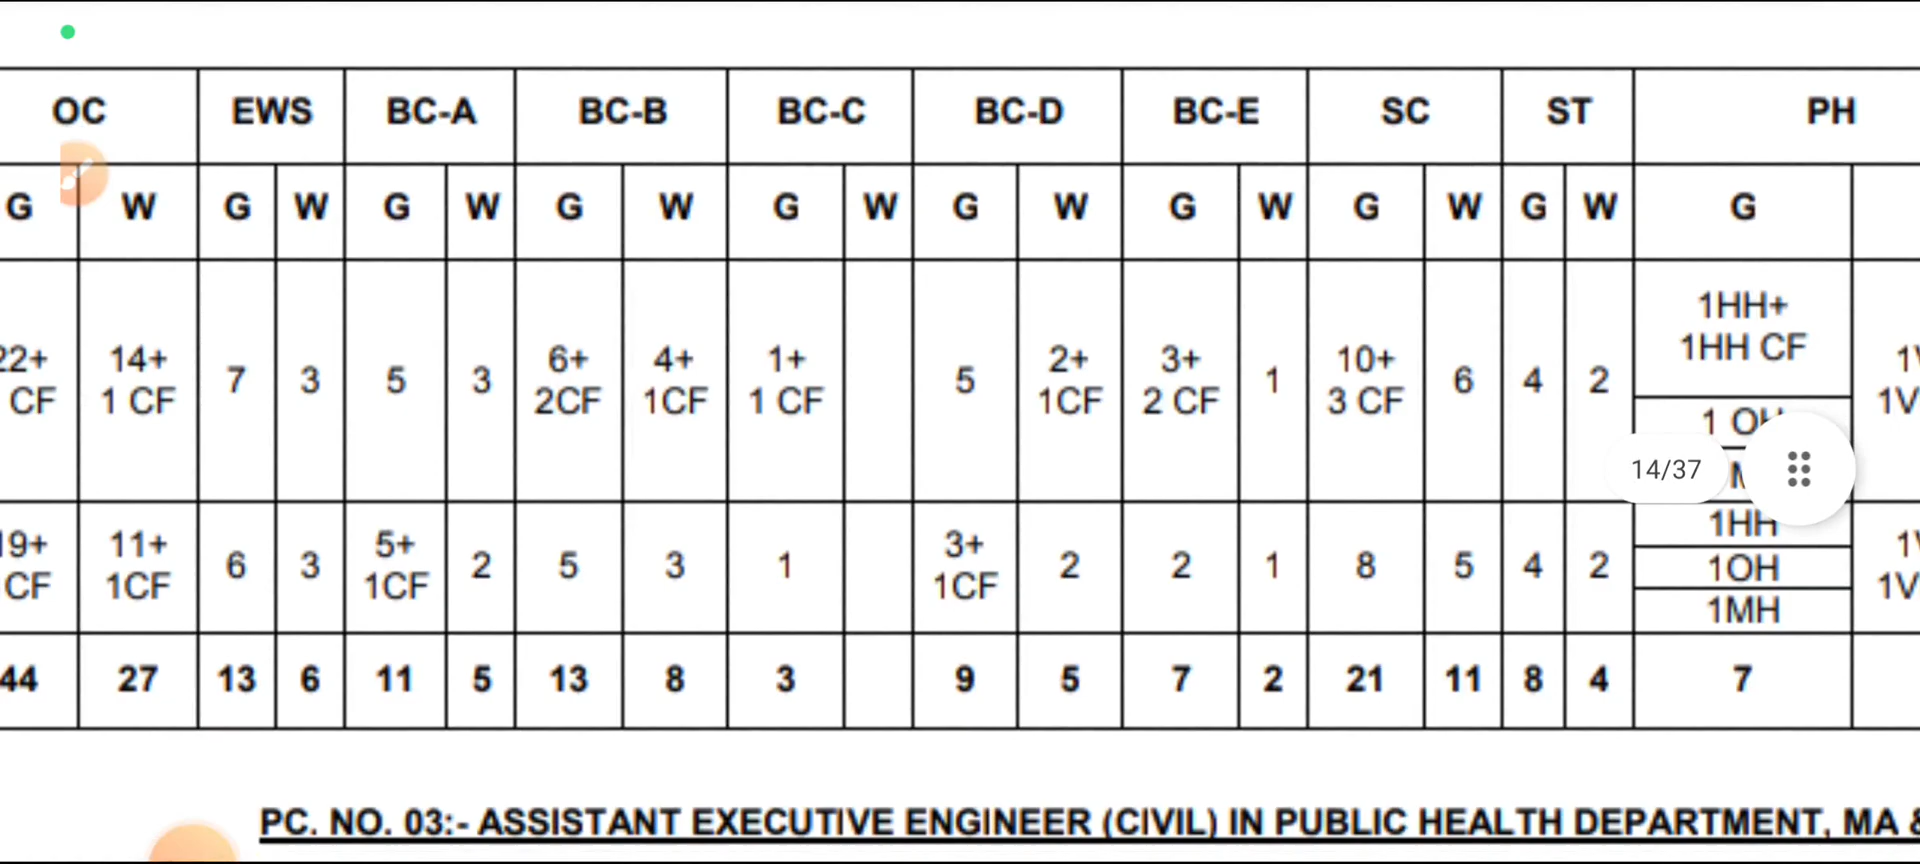 OC EWS BC-A BC-B BC-C BC-D BC-E SC ST PH
G W G W G W G W G W G W G W G W G W G
22+ 14+ 7 3 5 3 6+ 4+ 1+ 5 2+ 3+ 1 10+ 6 4 2 1HH+
CF 1 CF 2CF 1CF 1 CF 1CF 2 CF 3 CF 1HH CF
1
14/37
19+ 11+ 6 3 5+ 2 5 3 1 3+ 2 2 1 8 5 4 2 1HH
CF 1CF 1CF 1CF 1OH
1MH
44 27 13 6 11 5 13 8 3 9 5 7 2 21 11 8 4 7
PC. NO. 03:- ASSISTANT EXECUTIVE ENGINEER (CIVIL) IN PUBLIC HEALTH DEPARTMENT, MA &